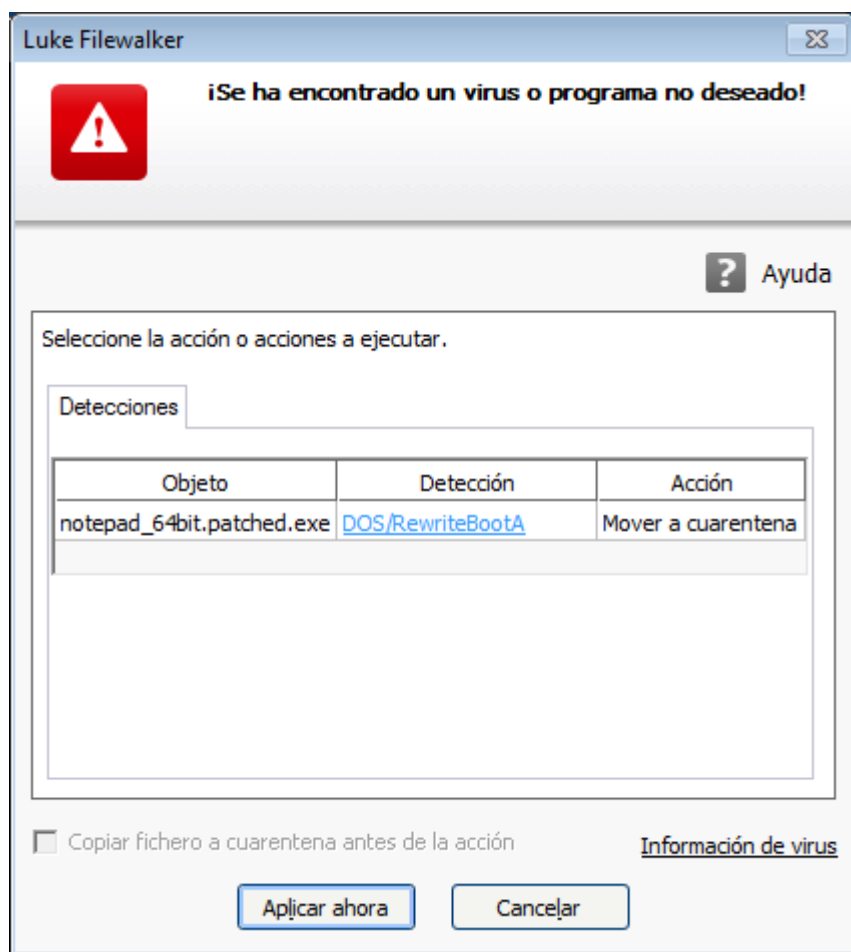 Luke Filewalker
¡Se ha encontrado un virus o programa no deseado!
? Ayuda
Seleccione la acción o acciones a ejecutar.
Detecciones
Objeto Detección Acción
notepad_64bit.patched.exe DOS/RewriteBootA Mover a cuarentena
Copiar fichero a cuarentena antes de la acción Información de virus
Aplicar ahora Cancelar